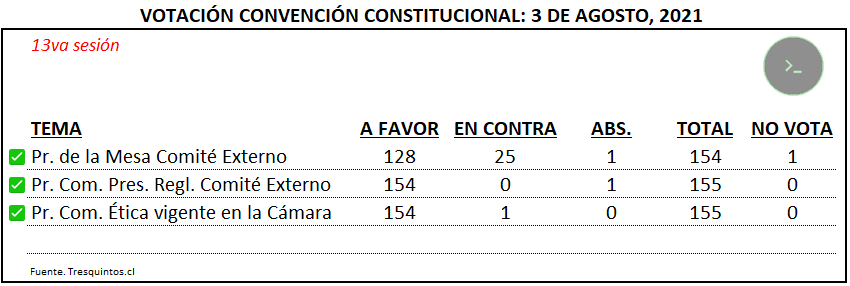 VOTACIÓN CONVENCIÓN CONSTITUCIONAL: 3 DE AGOSTO, 2021
13va sesión
>_
TEMA A FAVOR EN CONTRA ABS. TOTAL NO VOTA
Pr. de la Mesa Comité Externo 128 25 1 154 1
Pr. Com. Pres. Regl. Comité Externo 154 0 1 155 0
Pr. Com. Ética vigente en la Cámara 154 1 0 155 0
Fuente. Tresquintos.cl